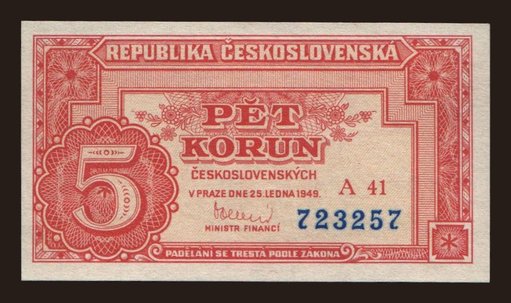 REPUBLIKA ČESKOSLOVENSKÁ
PĚT
KORUN
5
ČESKOSLOVENSKÝCH
V PRAZE DNE 25. LEDNA 1949.
A 41
723257
MINISTR FINANCÍ
PADĚLÁNÍ SE TRESTÁ PODLE ZÁKONA